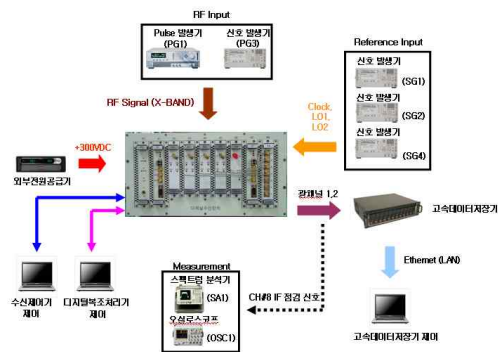 RF Input
Pulse 발생기
(PG1)
신호 발생기
(PG3)
Reference Input
신호 발생기
(SG1)
신호 발생기
(SG2)
신호 발생기
(SG4)
RF Signal (X-BAND)
Clock,
LO1,
LO2
+300VDC
외부전원공급기
광채널 1,2
고속데이터저장기
Ethernet (LAN)
수신제어기
제어
디지털복조처리기
제어
Measurement
스펙트럼 분석기
(SA1)
오실로스코프
(OSC1)
CH#8 IF 점검 신호
고속데이터저장기 제어